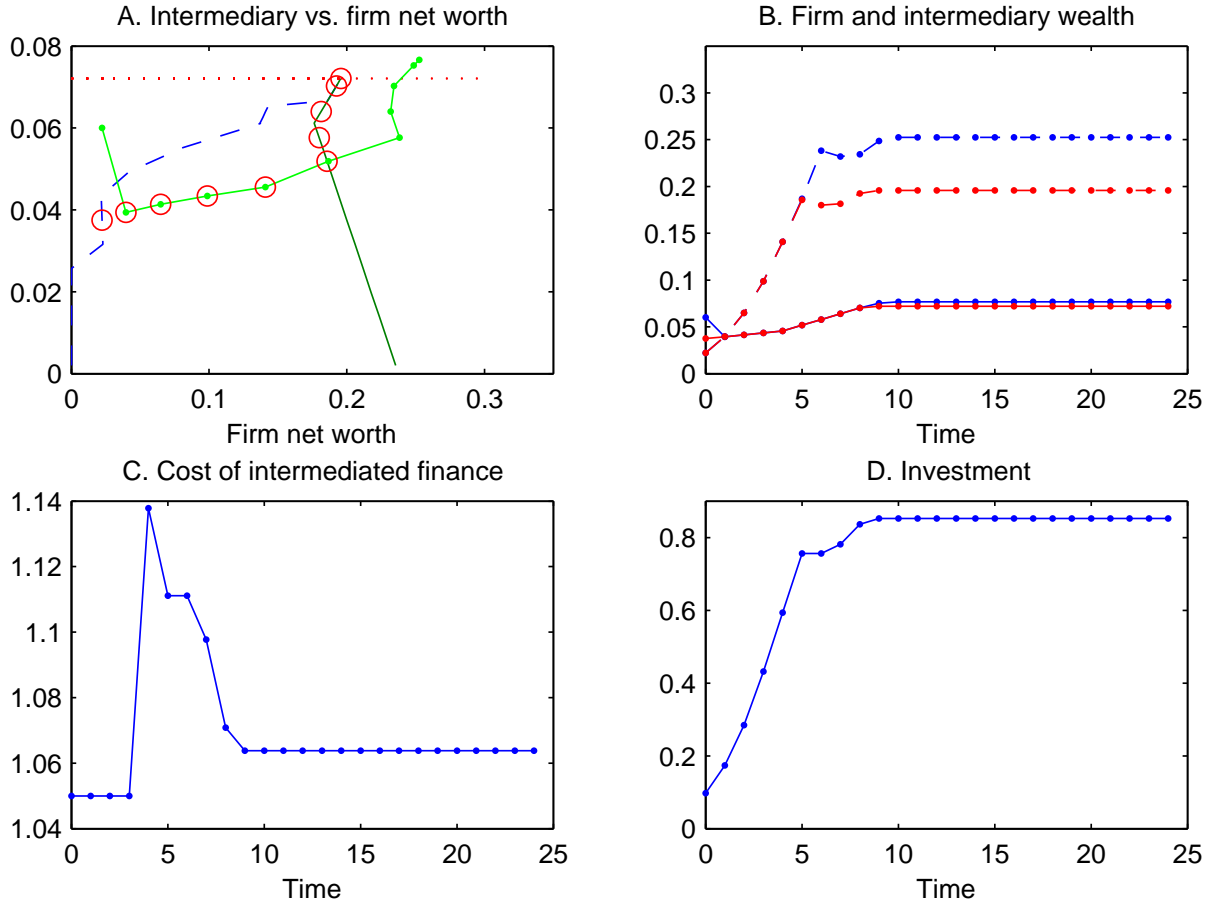 A. Intermediary vs. firm net worth
0.08
0.06
0.04
0.02
0
0 0.1 0.2 0.3
Firm net worth
B. Firm and intermediary wealth
0.3
0.25
0.2
0.15
0.1
0.05
0
0 5 10 15 20 25
Time
C. Cost of intermediated finance
1.14
1.12
1.1
1.08
1.06
1.04
0 5 10 15 20 25
Time
D. Investment
0.8
0.6
0.4
0.2
0
0 5 10 15 20 25
Time